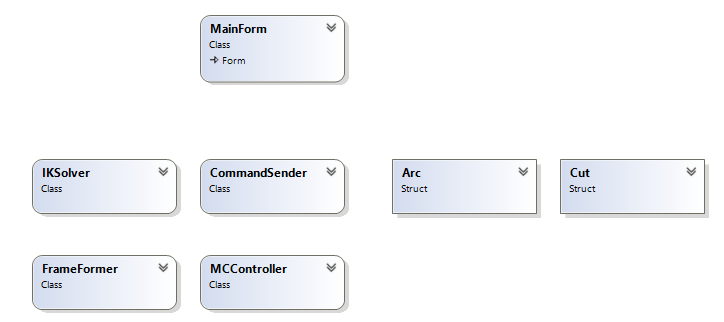 MainForm
Class
Form
IKSolver
Class
CommandSender
Class
Arc
Struct
Cut
Struct
FrameFormer
Class
MCController
Class